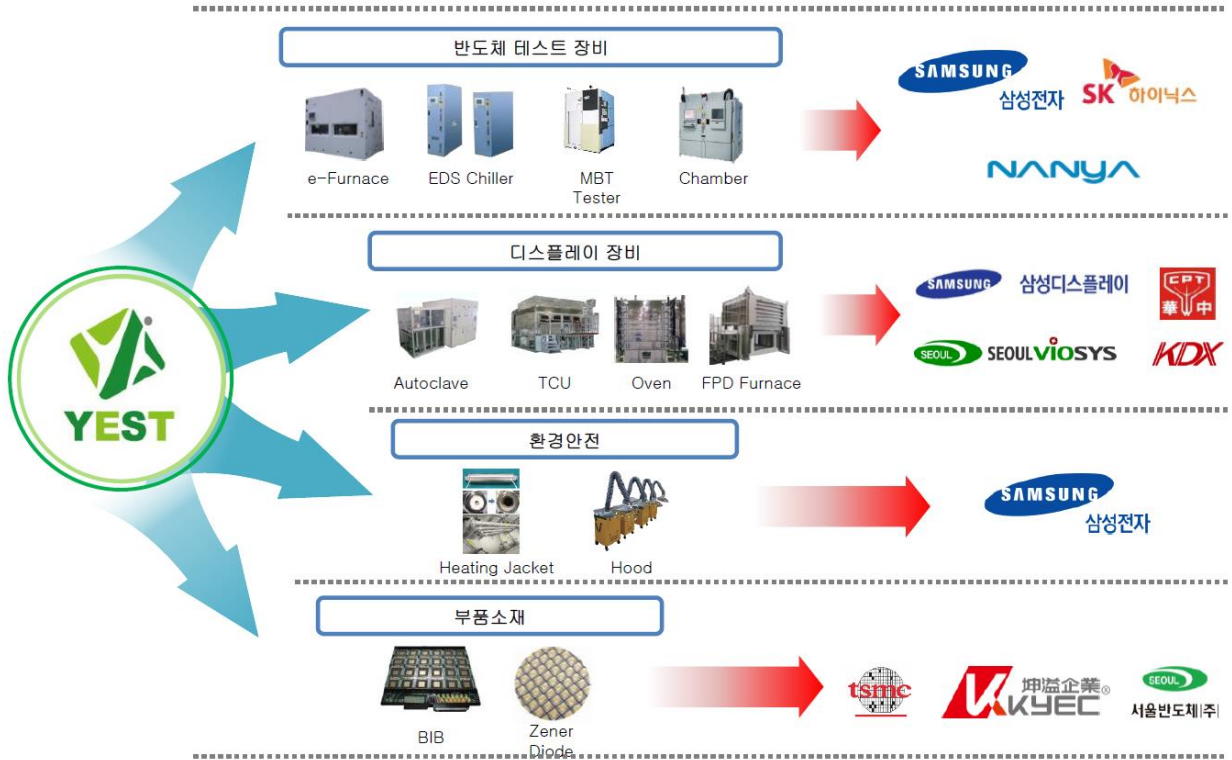 반도체 테스트 장비
e-Furnace
EDS Chiller
MBT
Tester
Chamber
SAMSUNG
삼성전자
SK 하이닉스
NANYA
디스플레이 장비
Autoclave
TCU
Oven
FPD Furnace
SAMSUNG 삼성디스플레이
CPT
華中
SEOUL SEOUL VIOSYS
KDX
YEST
환경안전
Heating Jacket
Hood
SAMSUNG
삼성전자
부품소재
BIB
Zener
Diode
tsmc
坤溢企業®
KYEC
SEOUL
서울반도체(주)